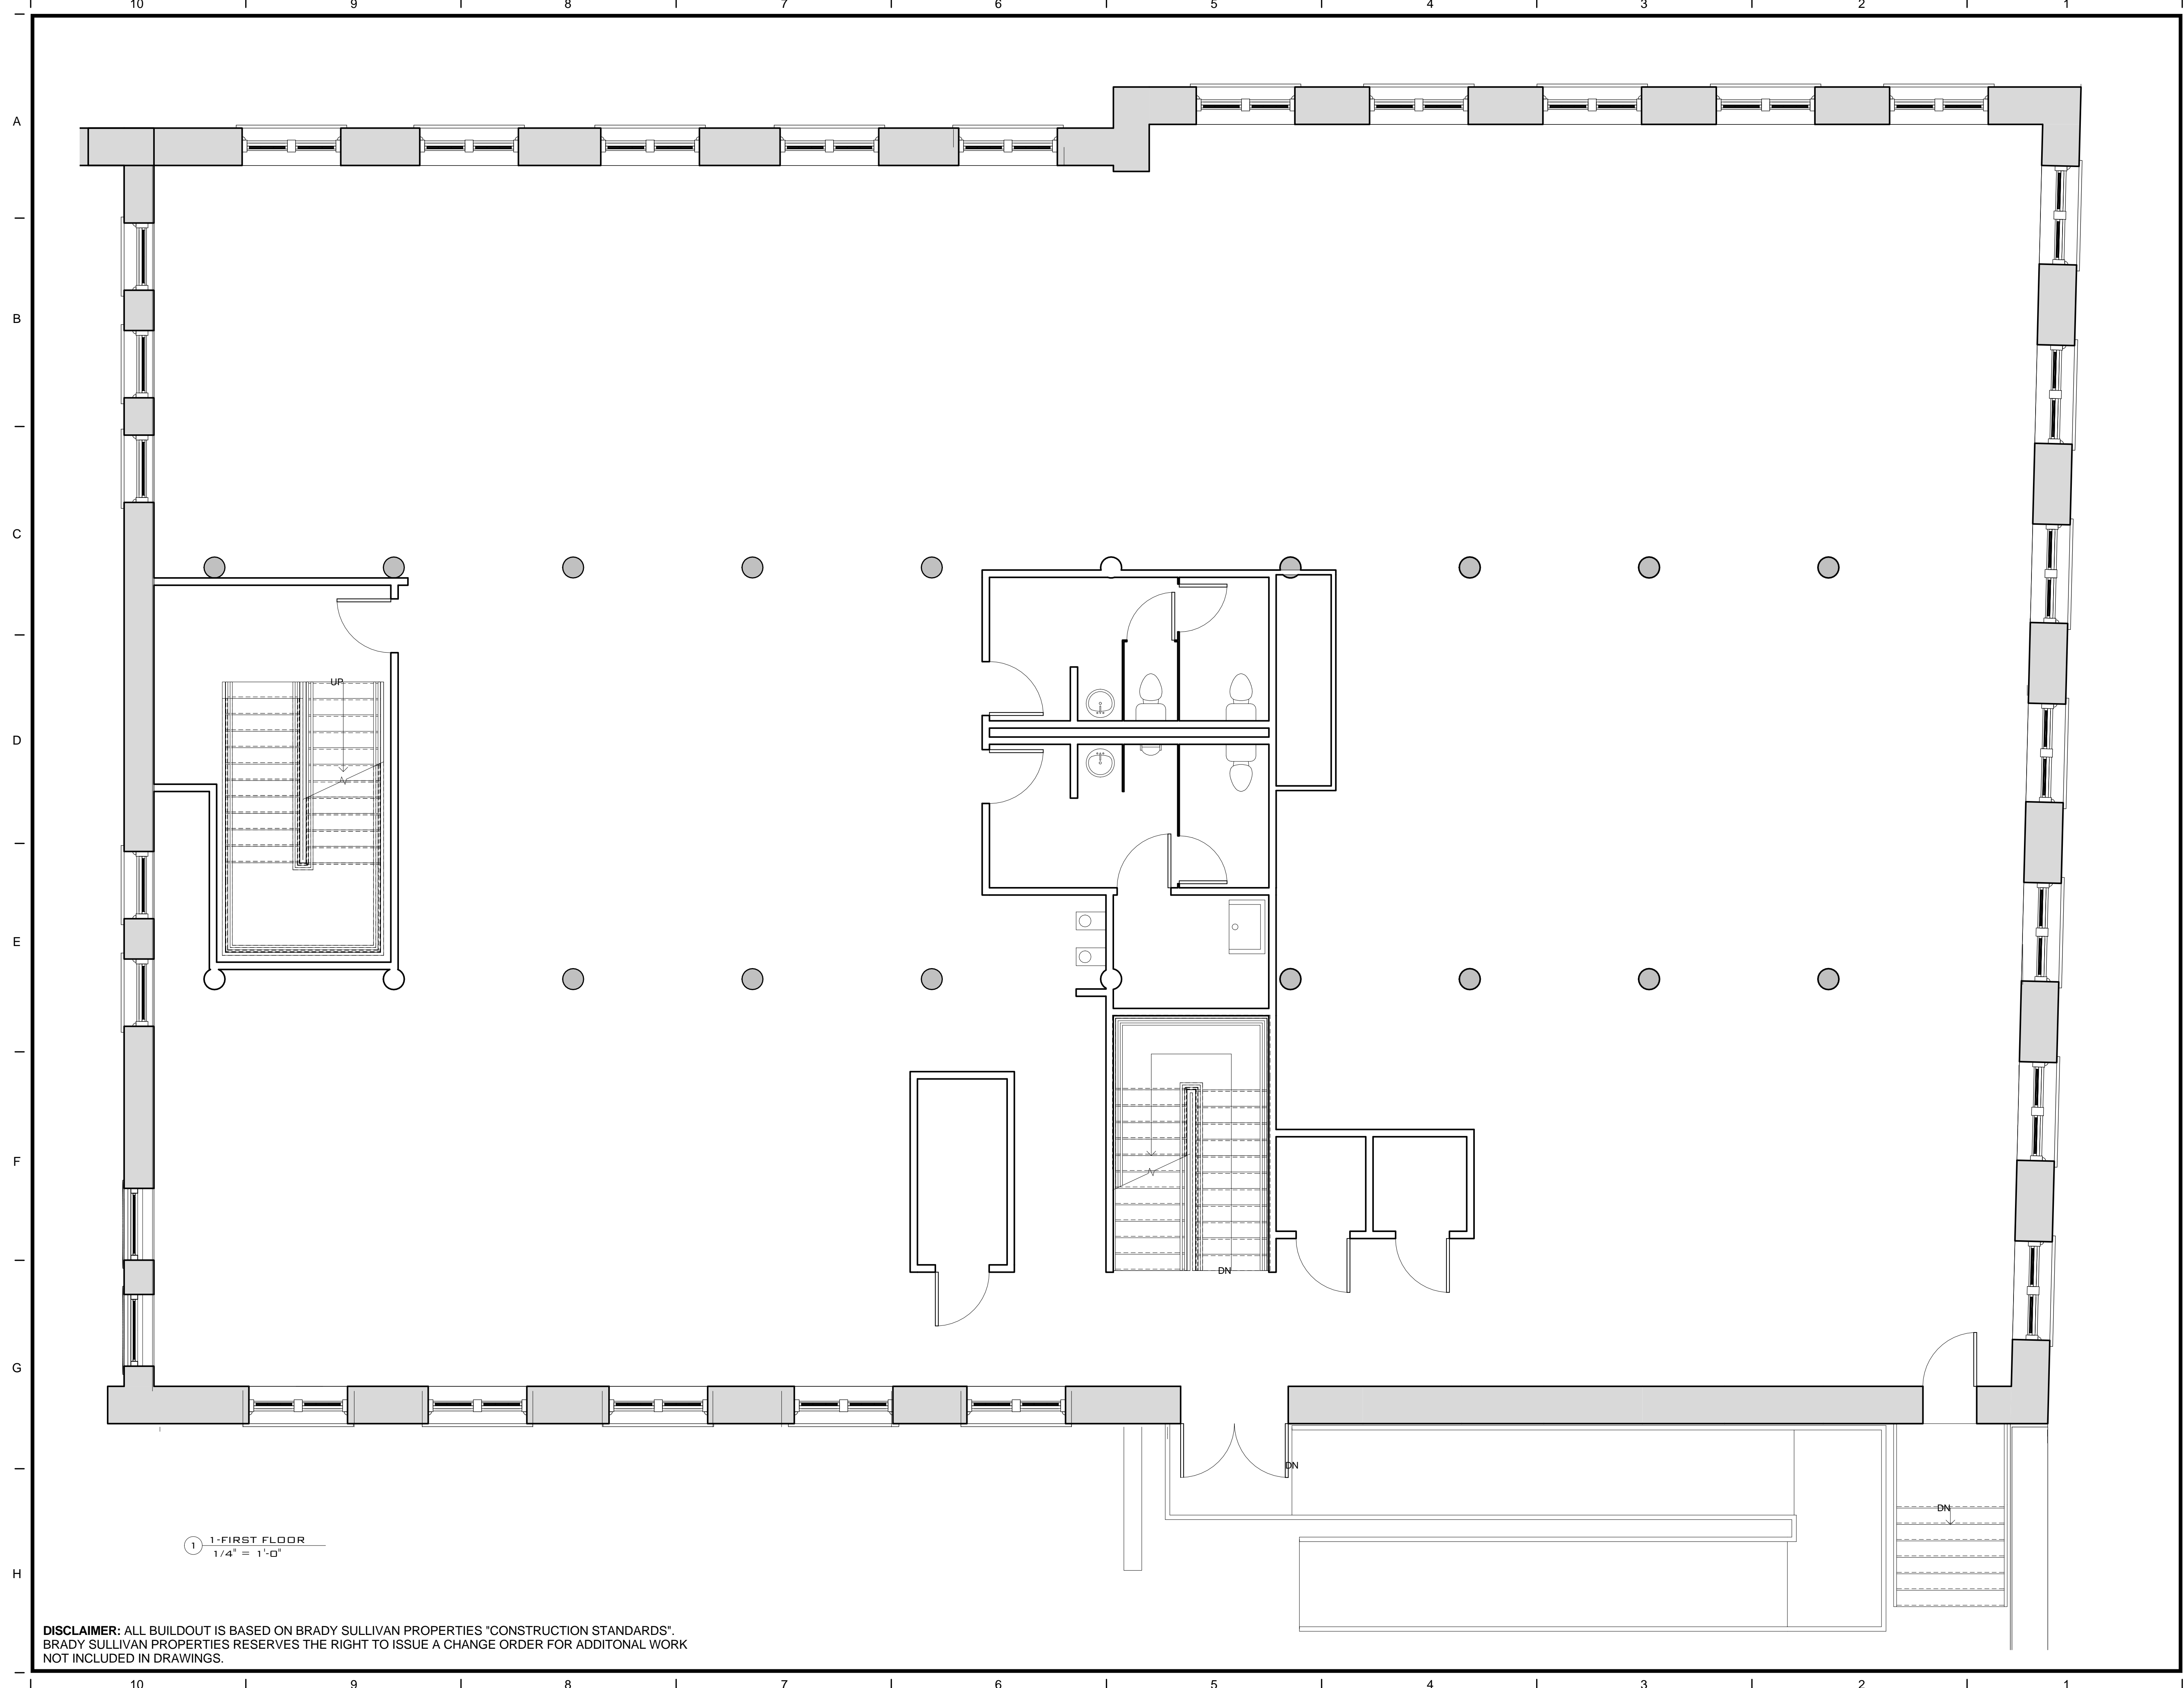 10 9 8 7 6 5 4 3 2 1
A
B
C
D
UP
E
F
DN
G
DN
DN
1 1-FIRST FLOOR
1/4" = 1'-0"
H
DISCLAIMER: ALL BUILDOUT IS BASED ON BRADY SULLIVAN PROPERTIES "CONSTRUCTION STANDARDS".
BRADY SULLIVAN PROPERTIES RESERVES THE RIGHT TO ISSUE A CHANGE ORDER FOR ADDITONAL WORK
NOT INCLUDED IN DRAWINGS.
10 9 8 7 6 5 4 3 2 1